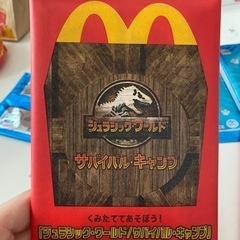 ジュラシック・ワールド
サバイバル・キャンプ
くみたててあそぼう!
「ジュラシック・ワールド/サバイバル・キャンプ」